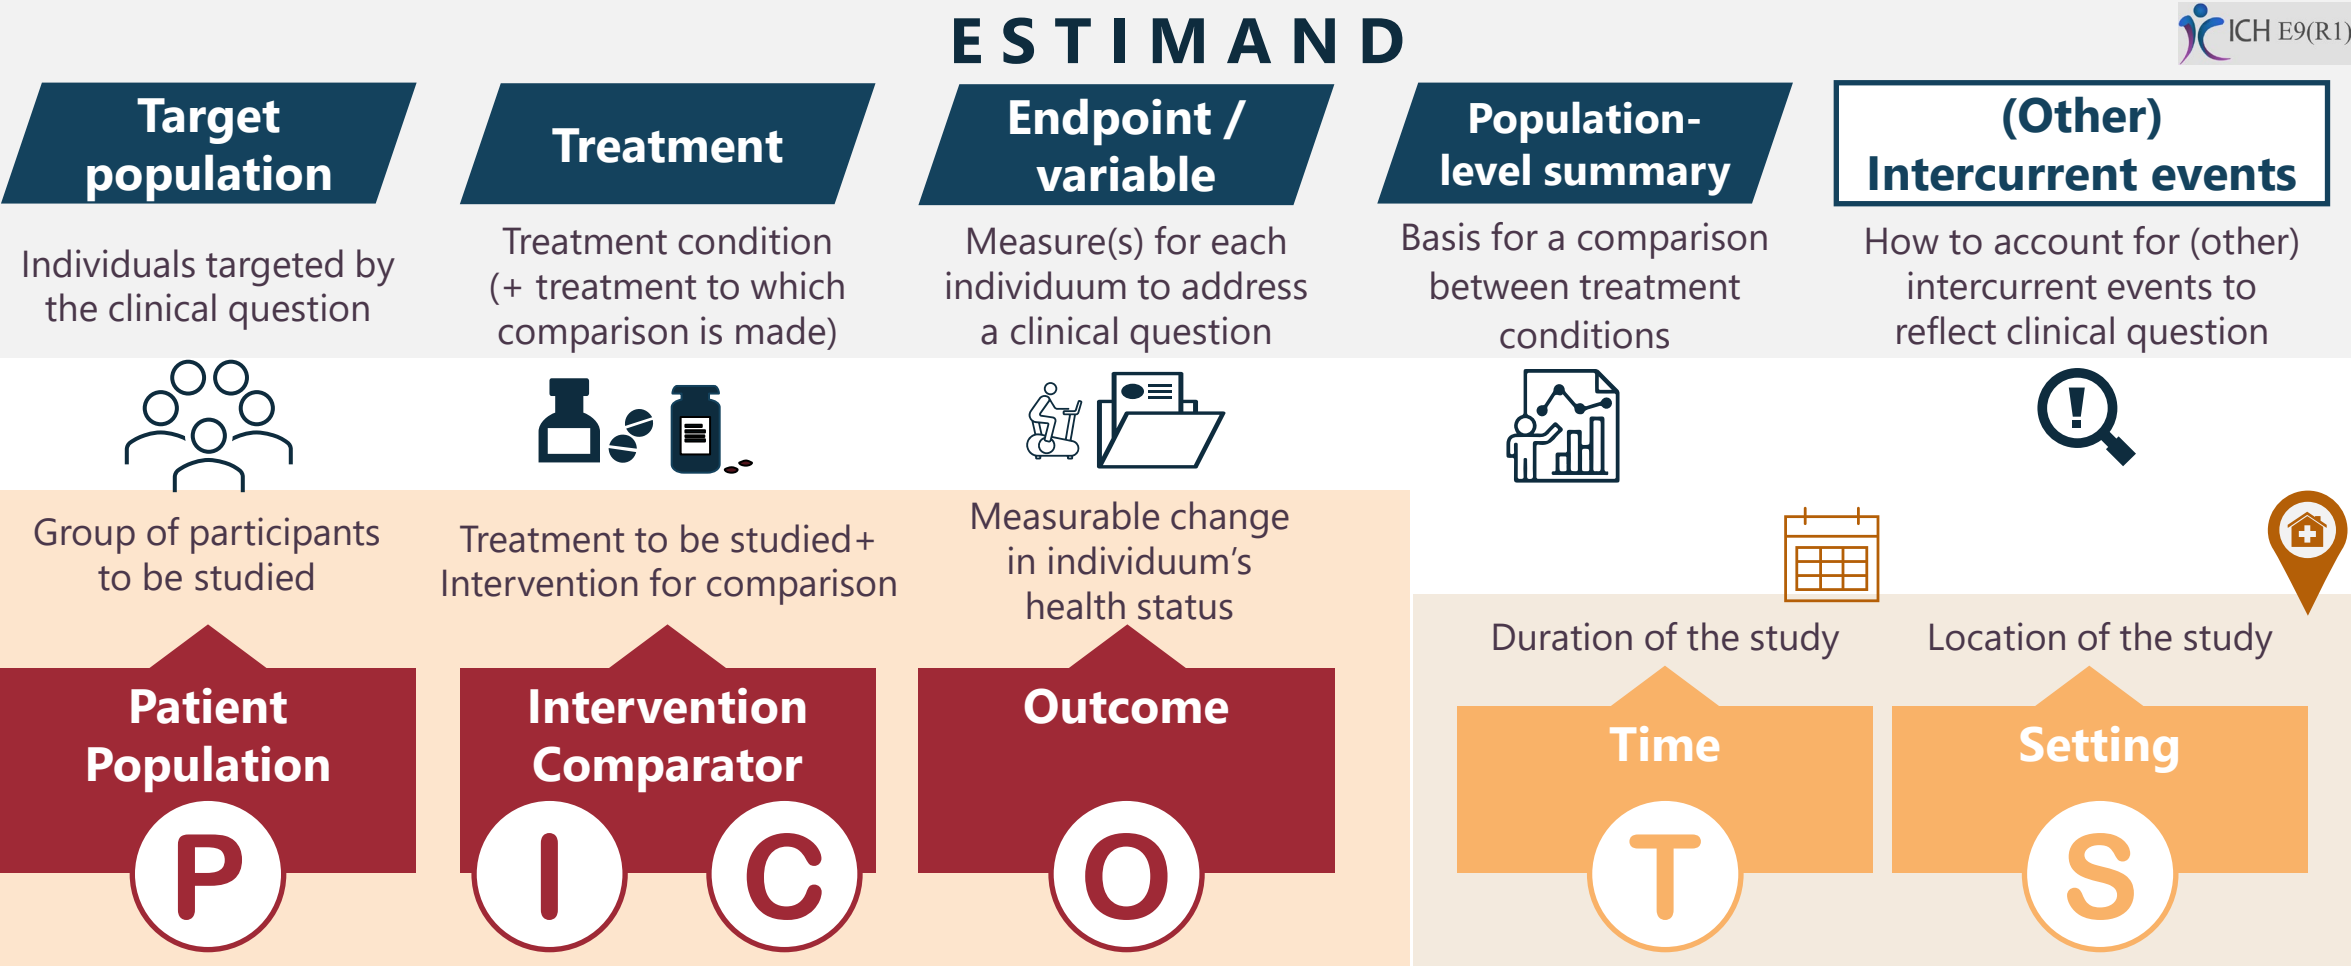 ESTIMAND
ICH E9(R1)
Target
population
Treatment
Endpoint /
variable
Population-
level summary
(Other)
Intercurrent events
Individuals targeted by
the clinical question
Treatment condition
(+ treatment to which
comparison is made)
Measure(s) for each
individuum to address
a clinical question
Basis for a comparison
between treatment
conditions
How to account for (other)
intercurrent events to
reflect clinical question
Group of participants
to be studied
Treatment to be studied+
Intervention for comparison
Measurable change
in individuum's
health status
Duration of the study
Location of the study
Patient
Population
P
Intervention
Comparator
I C
Outcome
O
Time
T
Setting
S